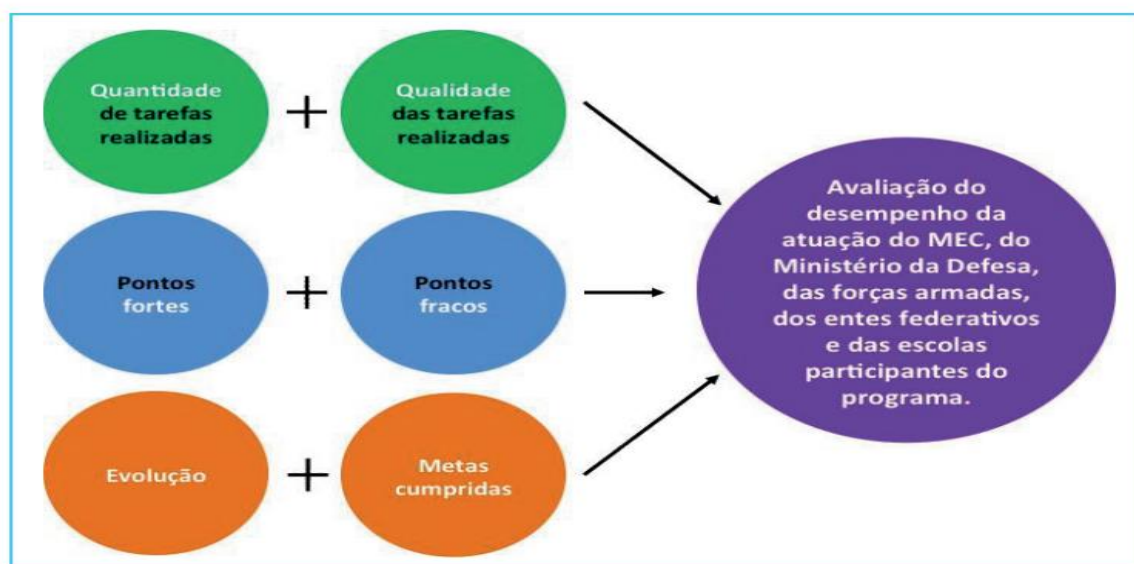 Quantidade
de tarefas
realizadas
+
Qualidade
das tarefas
realizadas
Pontos
fortes
+
Pontos
fracos
Evolução
+
Metas
cumpridas
Avaliação do
desempenho da
atuação do MEC, do
Ministério da Defesa,
das forças armadas,
dos entes federativos
e das escolas
participantes do
programa.